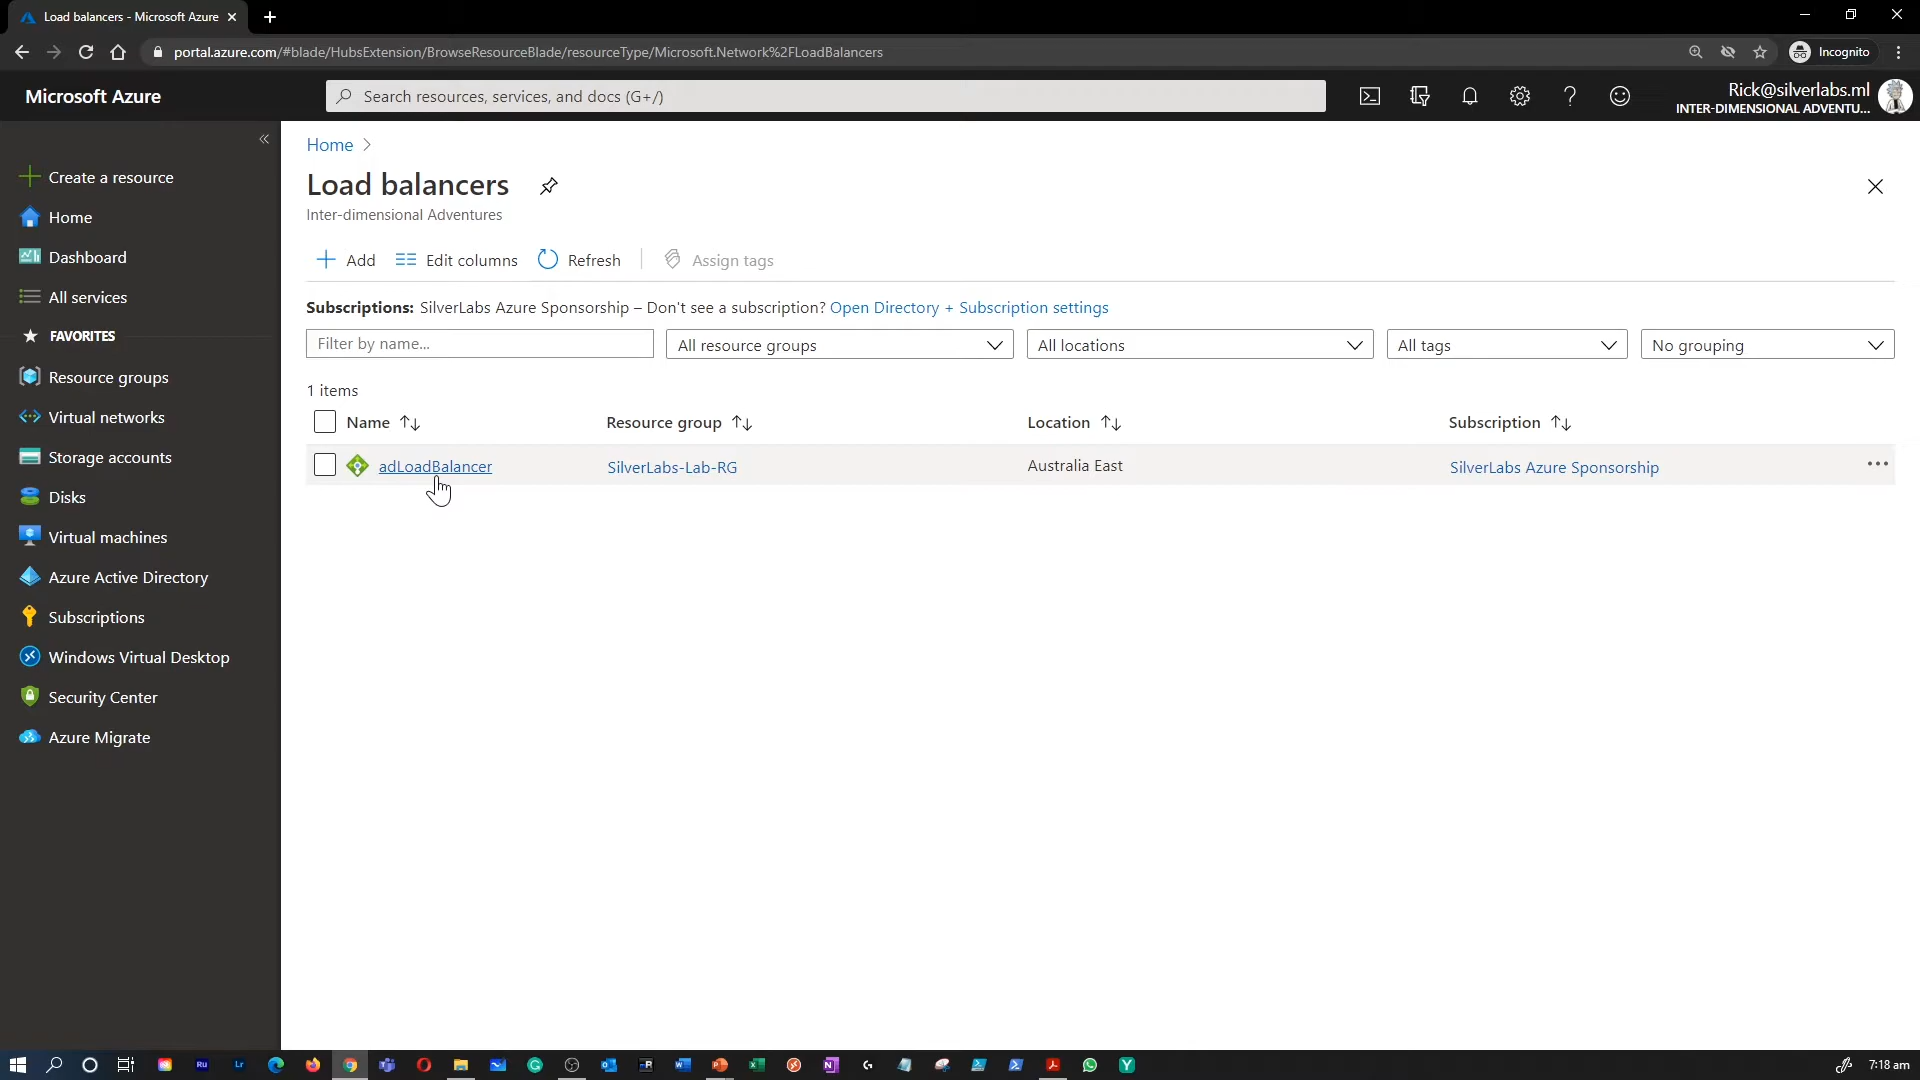 Load balancers - Microsoft Azure
portal.azure.com/#blade/HubsExtension/BrowseResourceBlade/resourceType/Microsoft.Network%2FLoadBalancers
Incognito
Microsoft Azure
Search resources, services, and docs (G+/)
Rick@silverlabs.ml
INTER-DIMENSIONAL ADVENTU...
Create a resource
Home
Dashboard
All services
FAVORITES
Resource groups
Virtual networks
Storage accounts
Disks
Virtual machines
Azure Active Directory
Subscriptions
Windows Virtual Desktop
Security Center
Azure Migrate
Home
Load balancers
Inter-dimensional Adventures
Add Edit columns Refresh Assign tags
Subscriptions: SilverLabs Azure Sponsorship – Don't see a subscription? Open Directory + Subscription settings
Filter by name... All resource groups All locations All tags No grouping
1 items
Name Resource group Location Subscription
adLoadBalancer SilverLabs-Lab-RG Australia East SilverLabs Azure Sponsorship
Ru Lr
7:18 am